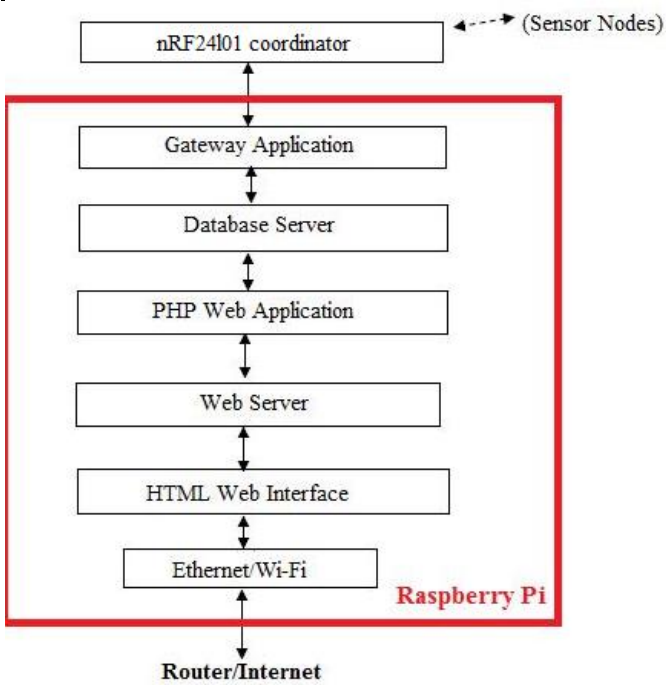 (Sensor Nodes)
nRF24l01 coordinator
Gateway Application
Database Server
PHP Web Application
Web Server
HTML Web Interface
Ethernet/Wi-Fi
Raspberry Pi
Router/Internet